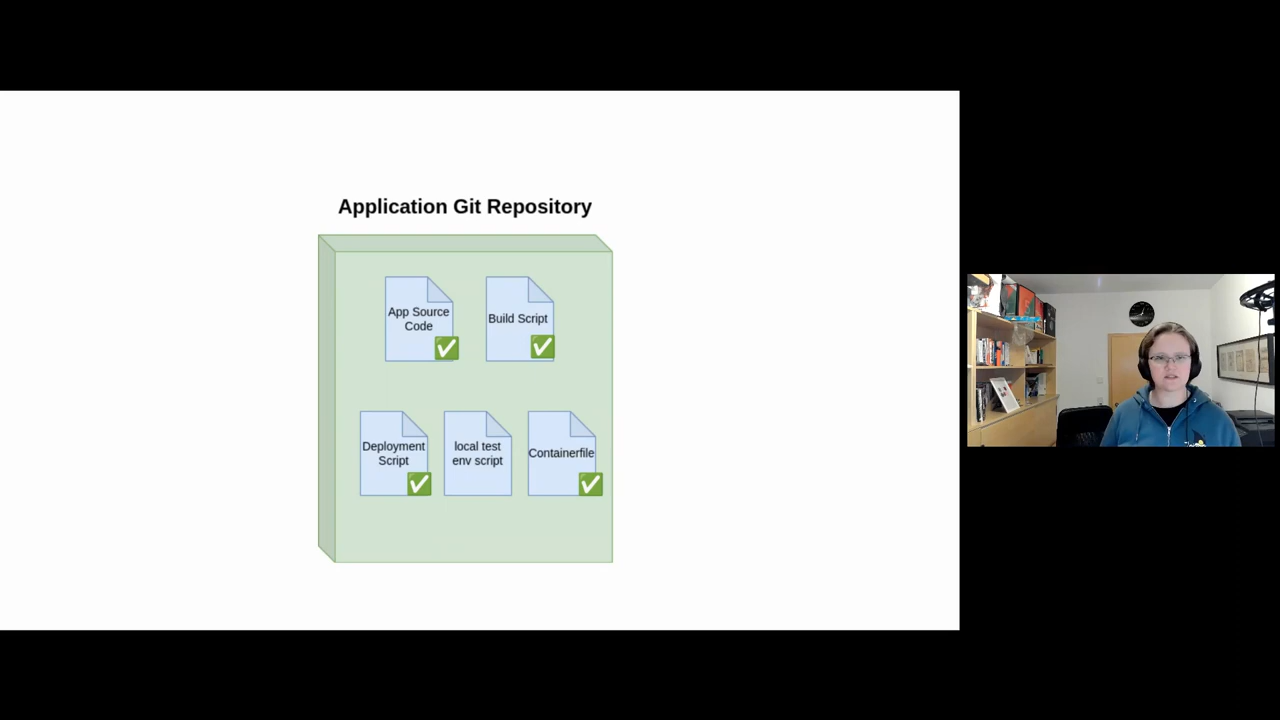 Application Git Repository
App Source
Code
Build Script
Deployment
Script
local test
env script
Containerfile